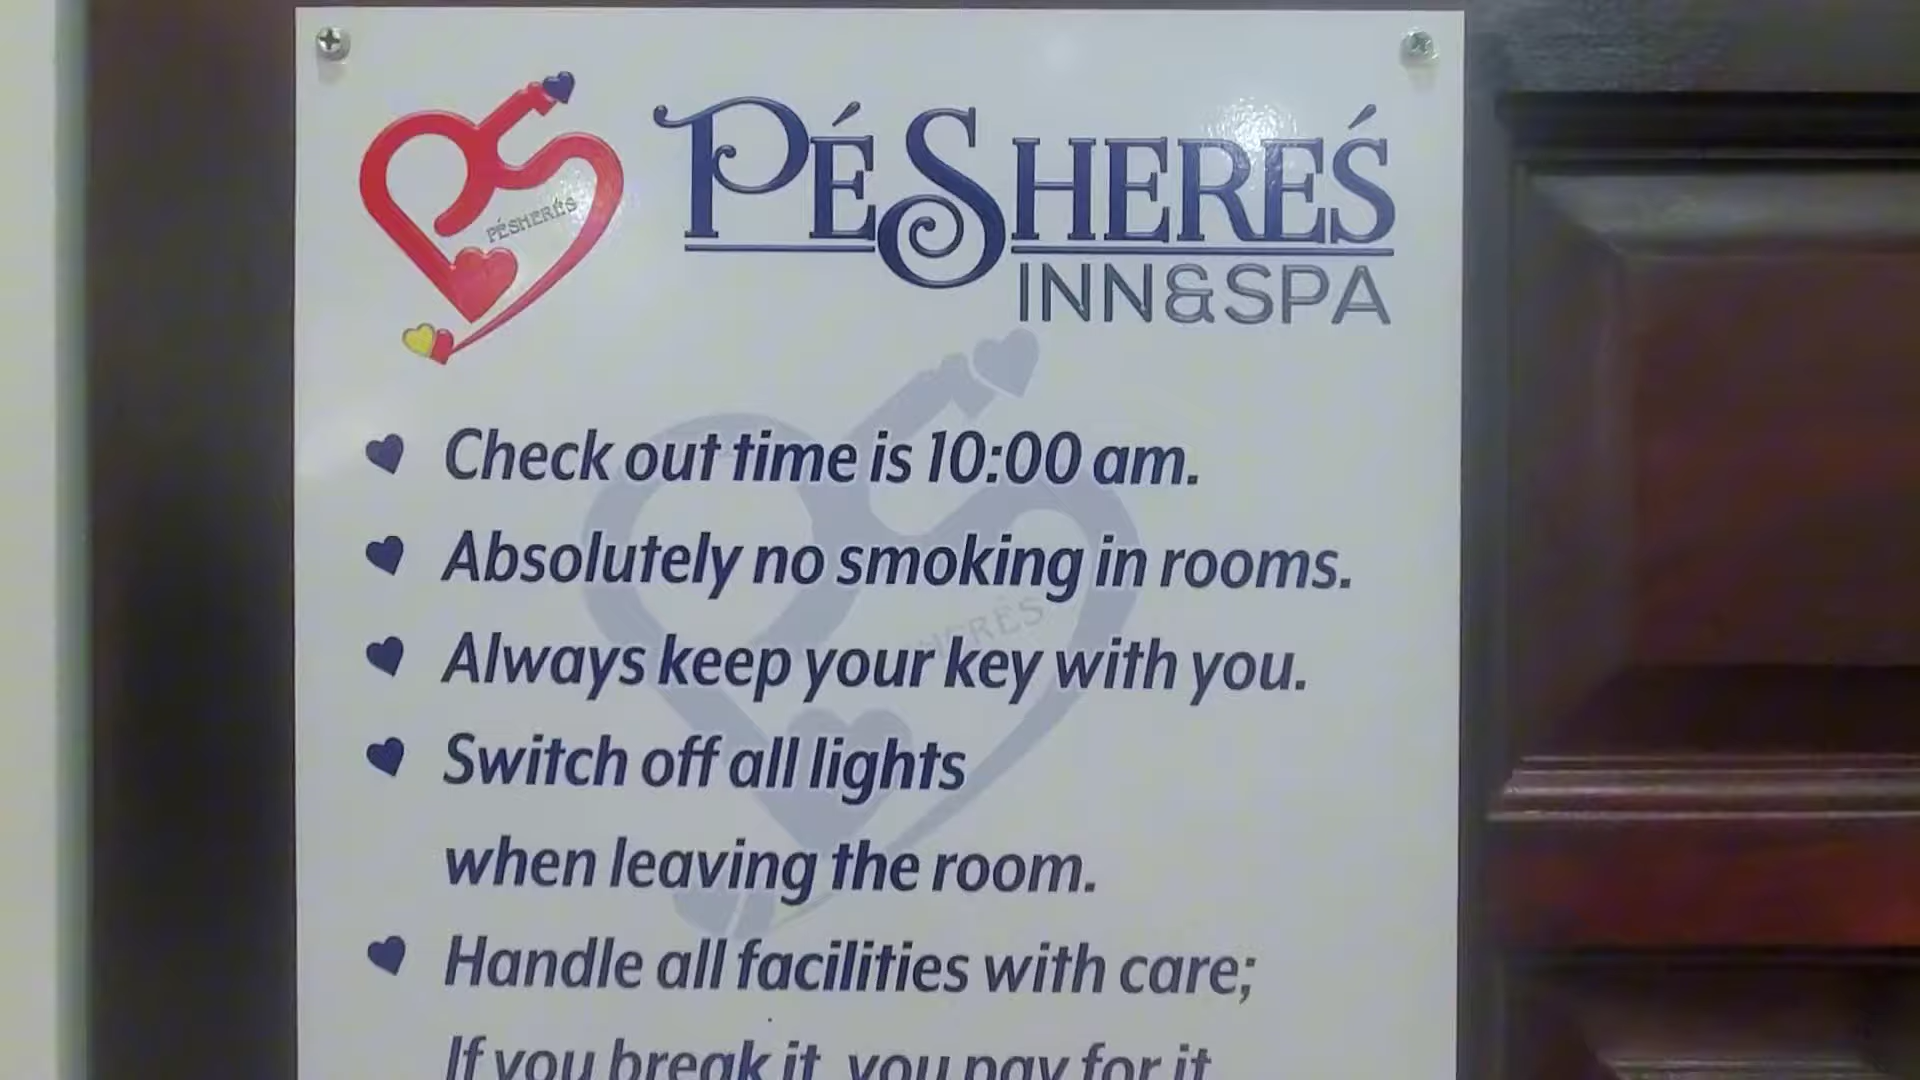 PÉSHERÉS
PÉSHEREŚ
INN&SPA
Check out time is 10:00 am.
Absolutely no smoking in rooms.
Always keep your key with you.
Switch off all lights
when leaving the room.
Handle all facilities with care;
If you break it, you pay for it